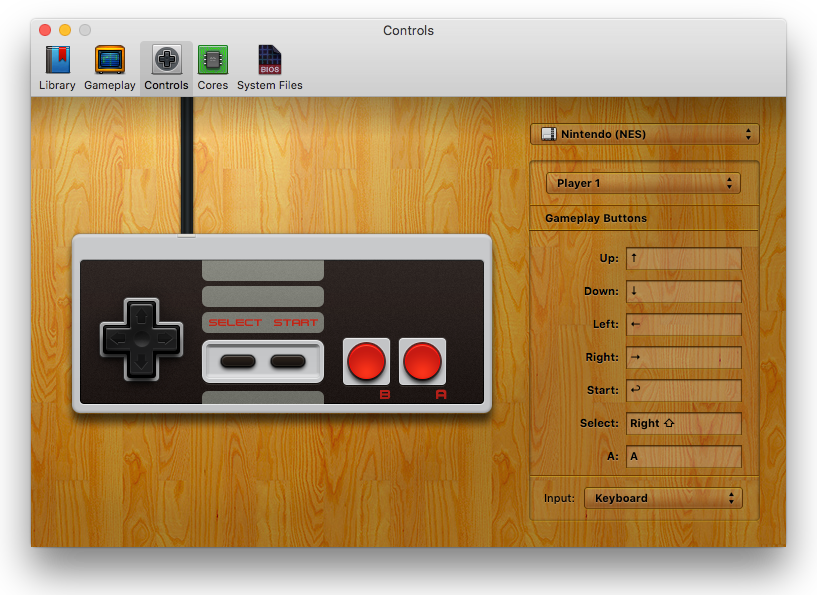 Controls
Library Gameplay Controls Cores System Files
BIOS
Nintendo (NES)
Player 1
Gameplay Buttons
Up: ↑
Down: ↓
Left: ←
Right: →
Start: ↩
Select: Right ⇧
A: A
Input: Keyboard
SELECT START
B A